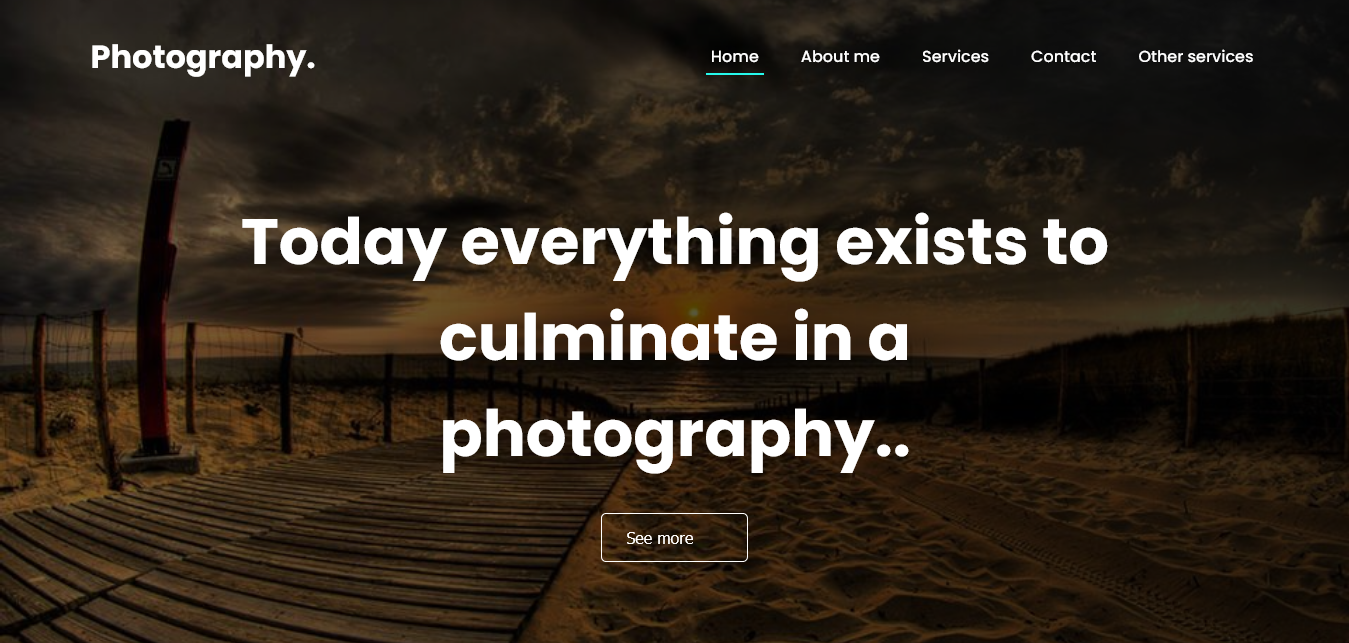 Photography.
Home About me Services Contact Other services
Today everything exists to
culminate in a
photography..
See more